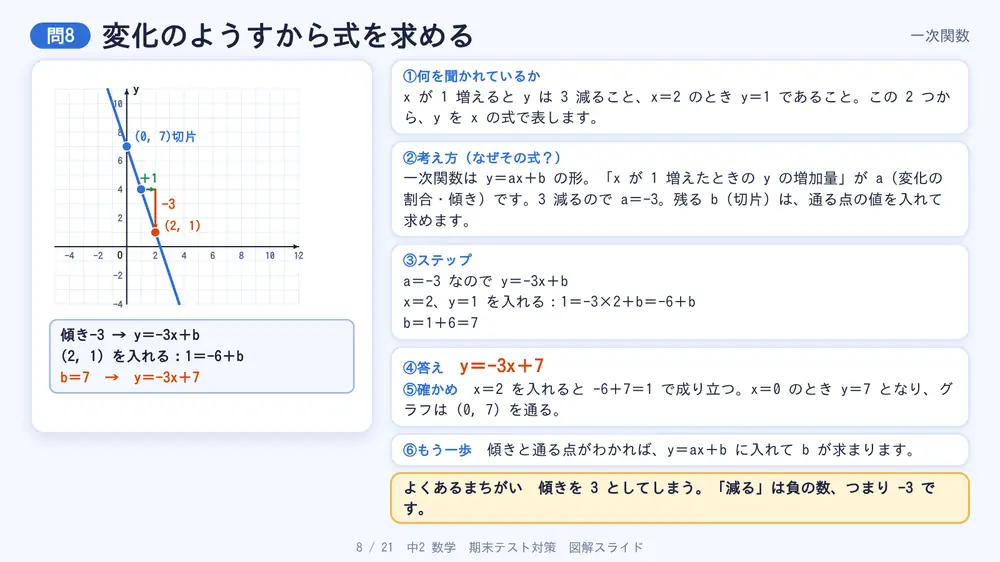 問8 変化のようすから式を求める
一次関数
y
10
8
6
4
2
-2
-4
-4 -2 0 2 4 6 8 10 12
(0, 7)切片
+1
-3
(2, 1)
傾き-3 → y=-3x+b
(2, 1) を入れる：1=-6+b
b=7 → y=-3x+7
①何を聞かれているか
x が 1 増えると y は 3 減ること、x=2 のとき y=1 であること。この 2 つか
ら、y を x の式で表します。
②考え方（なぜその式？）
一次関数は y=ax+b の形。「x が 1 増えたときの y の増加量」が a（変化の
割合・傾き）です。3 減るので a=-3。残る b（切片）は、通る点の値を入れて
求めます。
③ステップ
a=-3 なので y=-3x+b
x=2、y=1 を入れる：1=-3×2+b=-6+b
b=1+6=7
④答え y=-3x+7
⑤確かめ x=2 を入れると -6+7=1 で成り立つ。x=0 のとき y=7 となり、グ
ラフは (0, 7) を通る。
⑥もう一歩 傾きと通る点がわかれば、y=ax+b に入れて b が求まります。
よくあるまちがい 傾きを 3 としてしまう。「減る」は負の数、つまり -3 で
す。
8 / 21 中2 数学 期末テスト対策 図解スライド